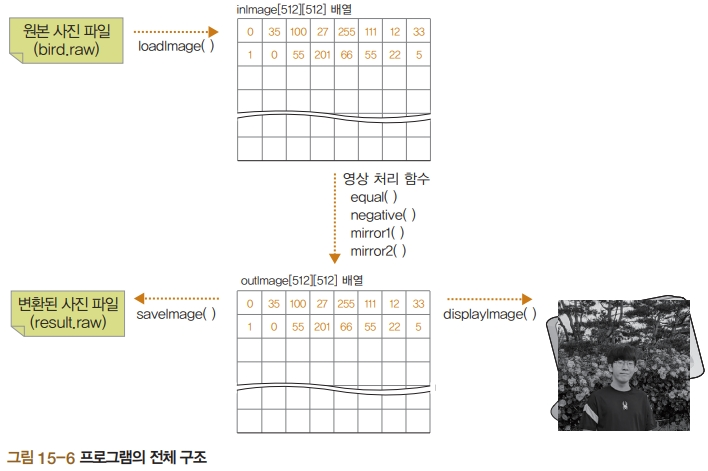 원본 사진 파일
(bird.raw)
loadImage( )
inImage[512][512] 배열
0 35 100 27 255 111 12 33
1 0 55 201 66 55 22 5
영상 처리 함수
equal( )
negative( )
mirror1( )
mirror2( )
변환된 사진 파일
(result.raw)
saveImage( )
outImage[512][512] 배열
0 35 100 27 255 111 12 33
1 0 55 201 66 55 22 5
displayImage( )
그림 15-6 프로그램의 전체 구조